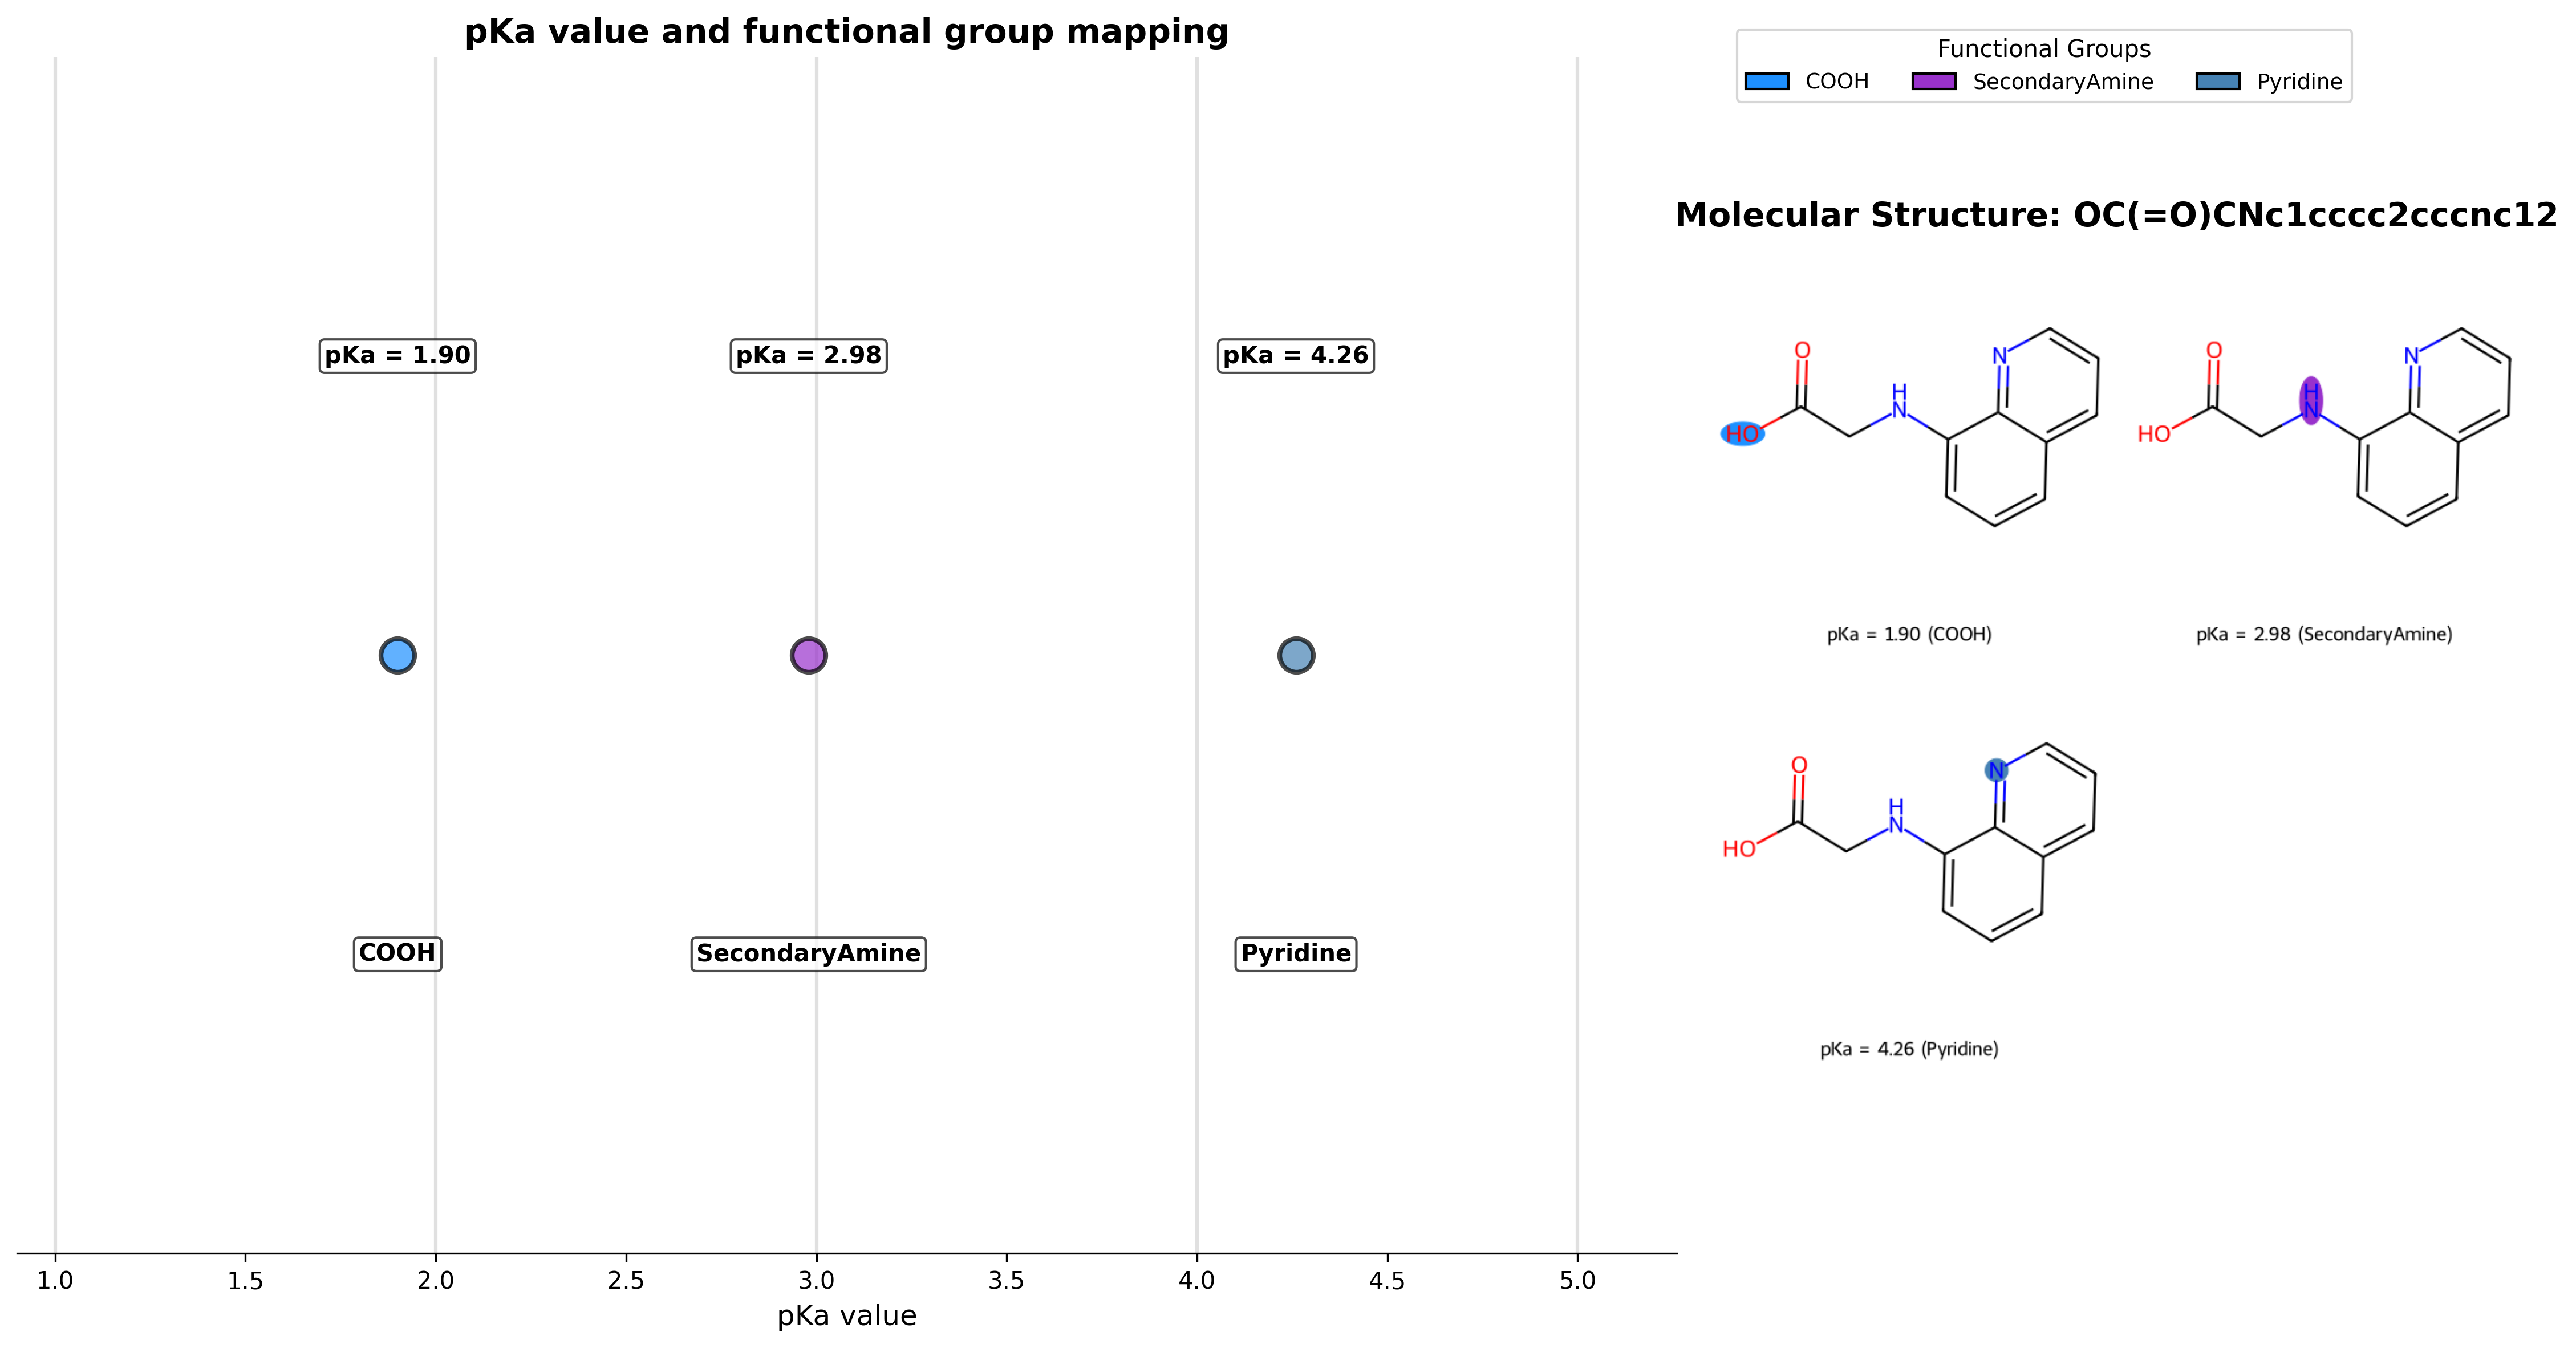 pKa value and functional group mapping
pKa = 1.90
pKa = 2.98
pKa = 4.26
COOH
SecondaryAmine
Pyridine
1.0 1.5 2.0 2.5 3.0 3.5 4.0 4.5 5.0
pKa value
Functional Groups
COOH SecondaryAmine Pyridine
Molecular Structure: OC(=O)CNc1cccc2cccnc12
O
HO
H
N
N
O
HO
H
N
N
pKa = 1.90 (COOH)
pKa = 2.98 (SecondaryAmine)
O
HO
H
N
N
pKa = 4.26 (Pyridine)